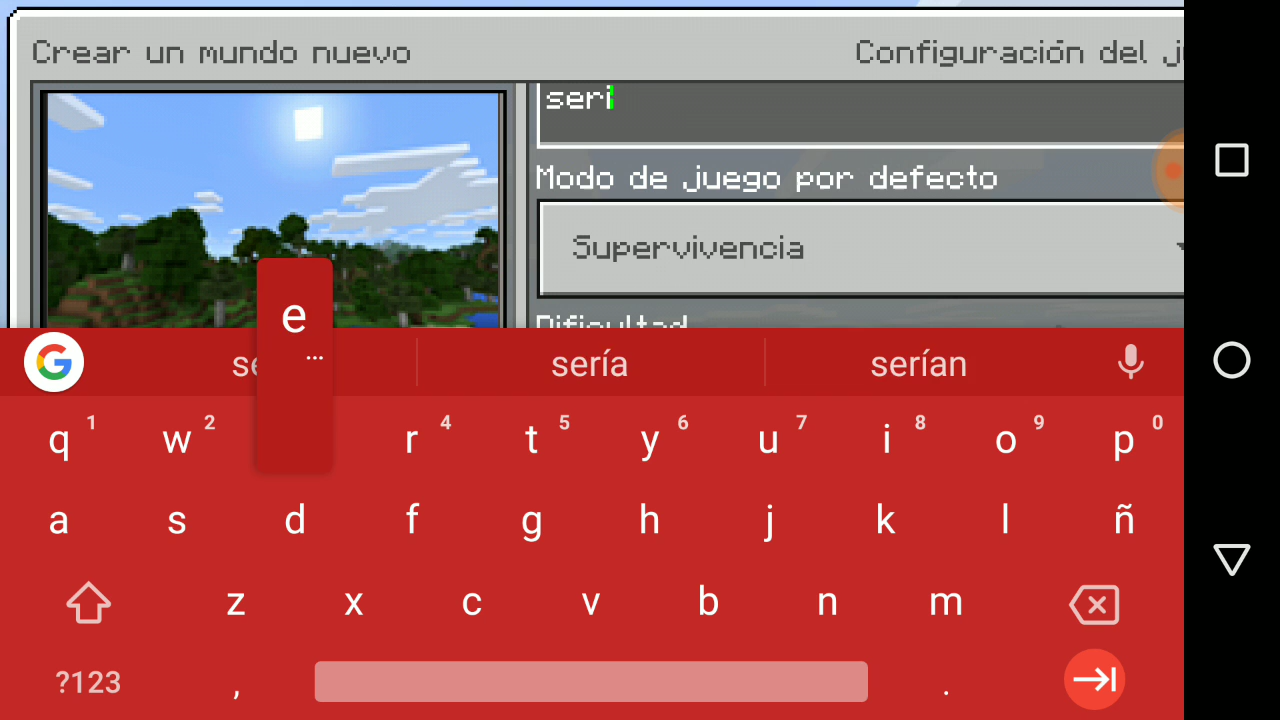 Crear un mundo nuevo
Configuración del
seri
Modo de juego por defecto
Supervivencia
Dificultad
e
...
sería
serían
q 1 w 2 r 4 t 5 y 6 u 7 i 8 o 9 p 0
a s d f g h j k l ñ
z x c v b n m
?123 , .